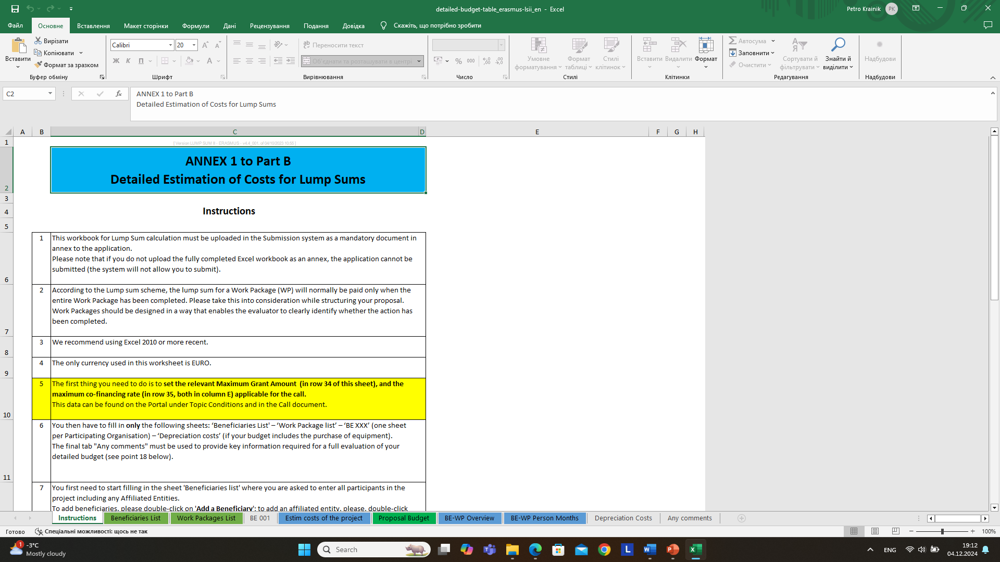 detailed-budget-table_erasmus-lsii_en - Excel
Petro Krainik PK
Файл Основне Вставлення Макет сторінки Формули Дані Рецензування Подання Довідка Скажіть, що потрібно зробити
Вставити
Вирізати
Копіювати
Формат за зразком
Буфер обміну
Calibri 20
Ж К П
Шрифт
Переносити текст
Об'єднати та розташувати в центрі
Вирівнювання
% 000
Число
Умовне форматування
Формат таблиці
Стилі клітинок
Стилі
Вставити Видалити Формат
Клітинки
Автосума
Заповнити
Очистити
Сортувати й фільтрувати
Знайти й виділити
Редагування
Надбудови
Надбудови
C2
fx
ANNEX 1 to Part B
Detailed Estimation of Costs for Lump Sums
A B C D E F G H
1
[ Version LUMP SUM II - ERASMUS - v4.4_001, of 04/10/2023 10:55 ]
ANNEX 1 to Part B
Detailed Estimation of Costs for Lump Sums
2
3
4
Instructions
5
1 This workbook for Lump Sum calculation must be uploaded in the Submission system as a mandatory document in
annex to the application.
Please note that if you do not upload the fully completed Excel workbook as an annex, the application cannot be
submitted (the system will not allow you to submit).
6
2 According to the Lump sum scheme, the lump sum for a Work Package (WP) will normally be paid only when the
entire Work Package has been completed. Please take this into consideration while structuring your proposal.
Work Packages should be designed in a way that enables the evaluator to clearly identify whether the action has
been completed.
7
3 We recommend using Excel 2010 or more recent.
8
4 The only currency used in this worksheet is EURO.
9
5 The first thing you need to do is to set the relevant Maximum Grant Amount (in row 34 of this sheet), and the
maximum co-financing rate (in row 35, both in column E) applicable for the call.
This data can be found on the Portal under Topic Conditions and in the Call document.
10
6 You then have to fill in only the following sheets: ‘Beneficiaries List' – ‘Work Package list’ – ‘BE XXX’ (one sheet
per Participating Organisation) – ‘Depreciation costs’ (if your budget includes the purchase of equipment).
The final tab "Any comments" must be used to provide key information required for a full evaluation of your
detailed budget (see point 18 below).
11
7 You first need to start filling in the sheet 'Beneficiaries list' where you are asked to enter all participants in the
project including any Affiliated Entities.
To add beneficiaries, please double-click on 'Add a Beneficiary'; to add an affiliated entity, please, double-click
Instructions Beneficiaries List Work Packages List BE 001 Estim costs of the project Proposal Budget BE-WP Overview BE-WP Person Months Depreciation Costs Any comments
Готово Спеціальні можливості: щось не так 100%
1
-3°C
Mostly cloudy
Search
ENG
19:12
04.12.2024